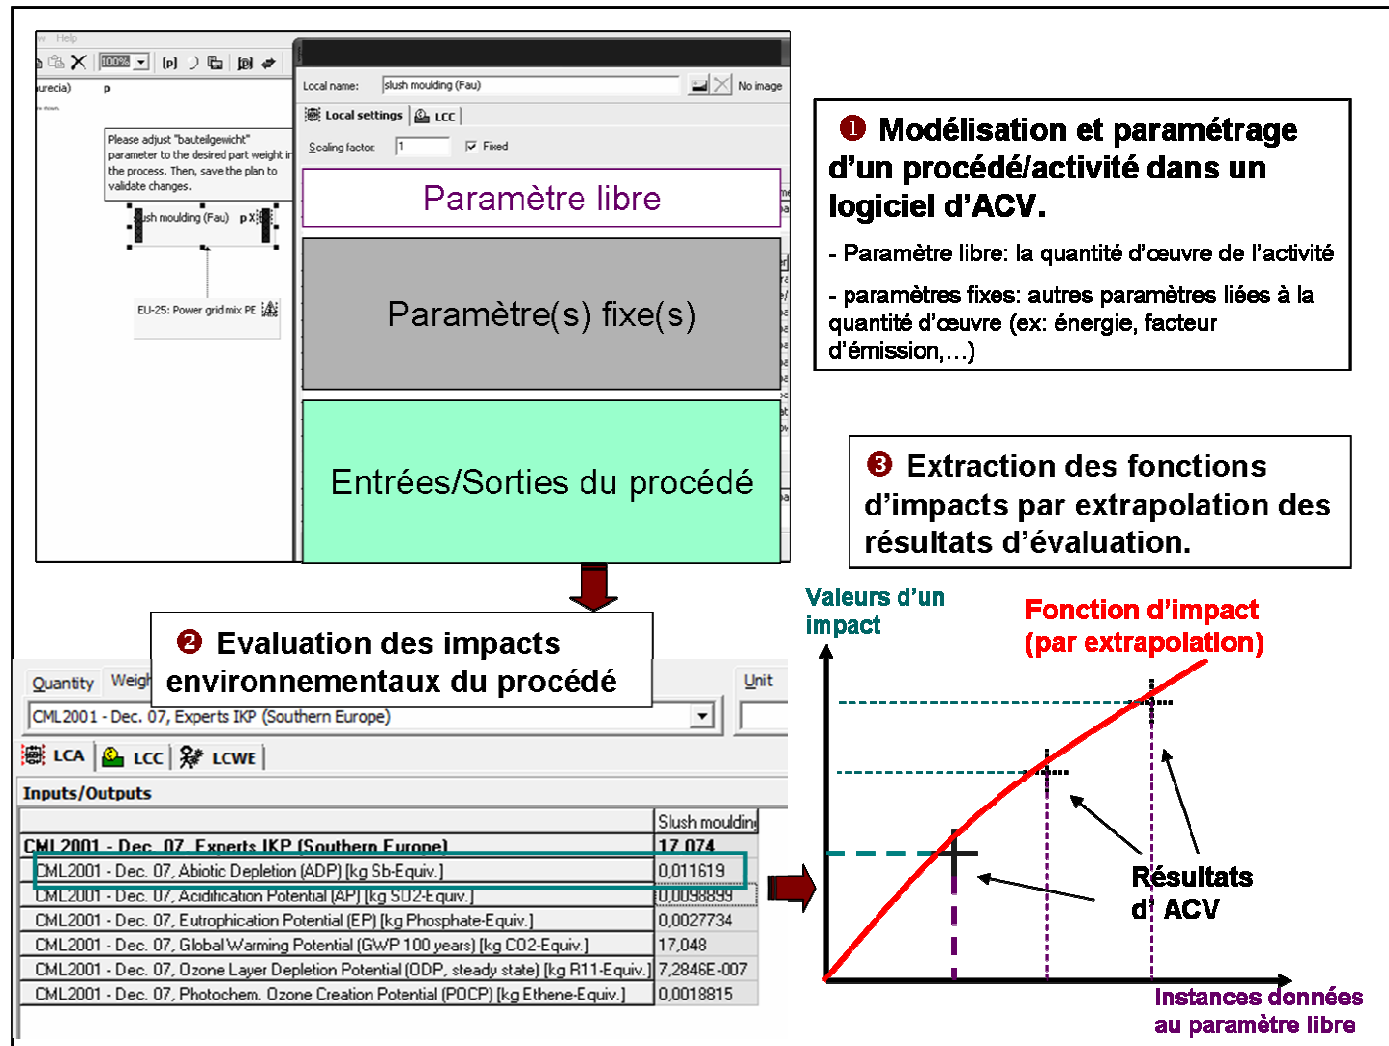 Help
100%
urecia)
p
Please adjust "bauteilgewicht"
parameter to the desired part weight in
the process. Then, save the plan to
validate changes.
slush moulding (Fau) p X
EU-25: Power grid mix PE
Local name: slush moulding (Fau) No image
Local settings LCC
Scaling factor: 1 Fixed
Paramètre libre
Paramètre(s) fixe(s)
Entrées/Sorties du procédé
❶ Modélisation et paramétrage
d'un procédé/activité dans un
logiciel d'ACV.
- Paramètre libre: la quantité d'œuvre de l'activité
- paramètres fixes: autres paramètres liées à la
quantité d'œuvre (ex: énergie, facteur
d'émission,…)
❷ Evaluation des impacts
environnementaux du procédé
Quantity Weigh Unit
CML2001 - Dec. 07, Experts IKP (Southern Europe)
LCA LCC LCWE
Inputs/Outputs
Slush moulding
CML2001 - Dec. 07, Experts IKP (Southern Europe) 17,074
CML2001 - Dec. 07, Abiotic Depletion (ADP) [kg Sb-Equiv.] 0,011619
CML2001 - Dec. 07, Acidification Potential (AP) [kg SO2-Equiv.] 0,0098899
CML2001 - Dec. 07, Eutrophication Potential (EP) [kg Phosphate-Equiv.] 0,0027734
CML2001 - Dec. 07, Global Warming Potential (GWP 100 years) [kg CO2-Equiv.] 17,048
CML2001 - Dec. 07, Ozone Layer Depletion Potential (ODP, steady state) [kg R11-Equiv.] 7,2846E-007
CML2001 - Dec. 07, Photochem. Ozone Creation Potential (POCP) [kg Ethene-Equiv.] 0,0018815
❸ Extraction des fonctions
d'impacts par extrapolation des
résultats d'évaluation.
Valeurs d'un
impact
Fonction d'impact
(par extrapolation)
Résultats
d' ACV
Instances données
au paramètre libre